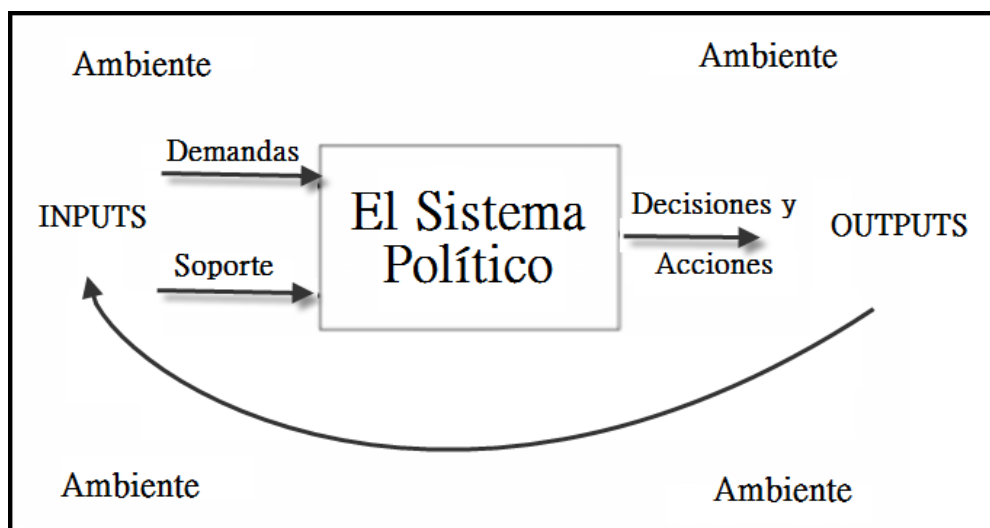 Ambiente
Ambiente
Demandas
INPUTS
Soporte
El Sistema
Político
Decisiones y
Acciones
OUTPUTS
Ambiente
Ambiente